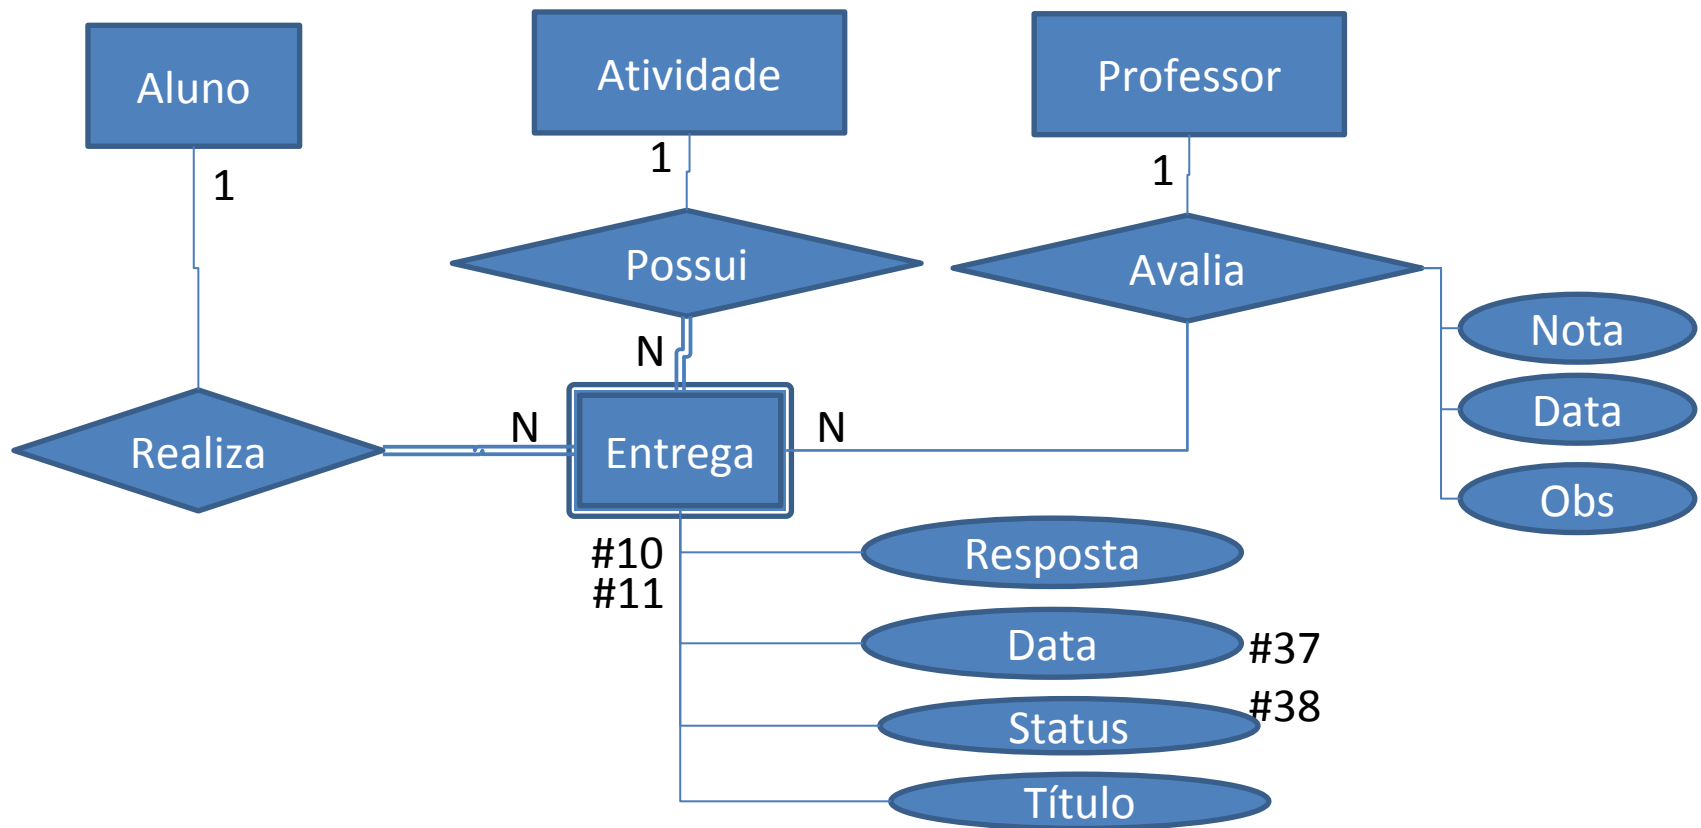 Aluno
Atividade
Professor
1
1
1
Possui
Avalia
Nota
Data
Obs
N
Realiza
N
Entrega
N
#10
#11
Resposta
Data
#37
Status
#38
Título